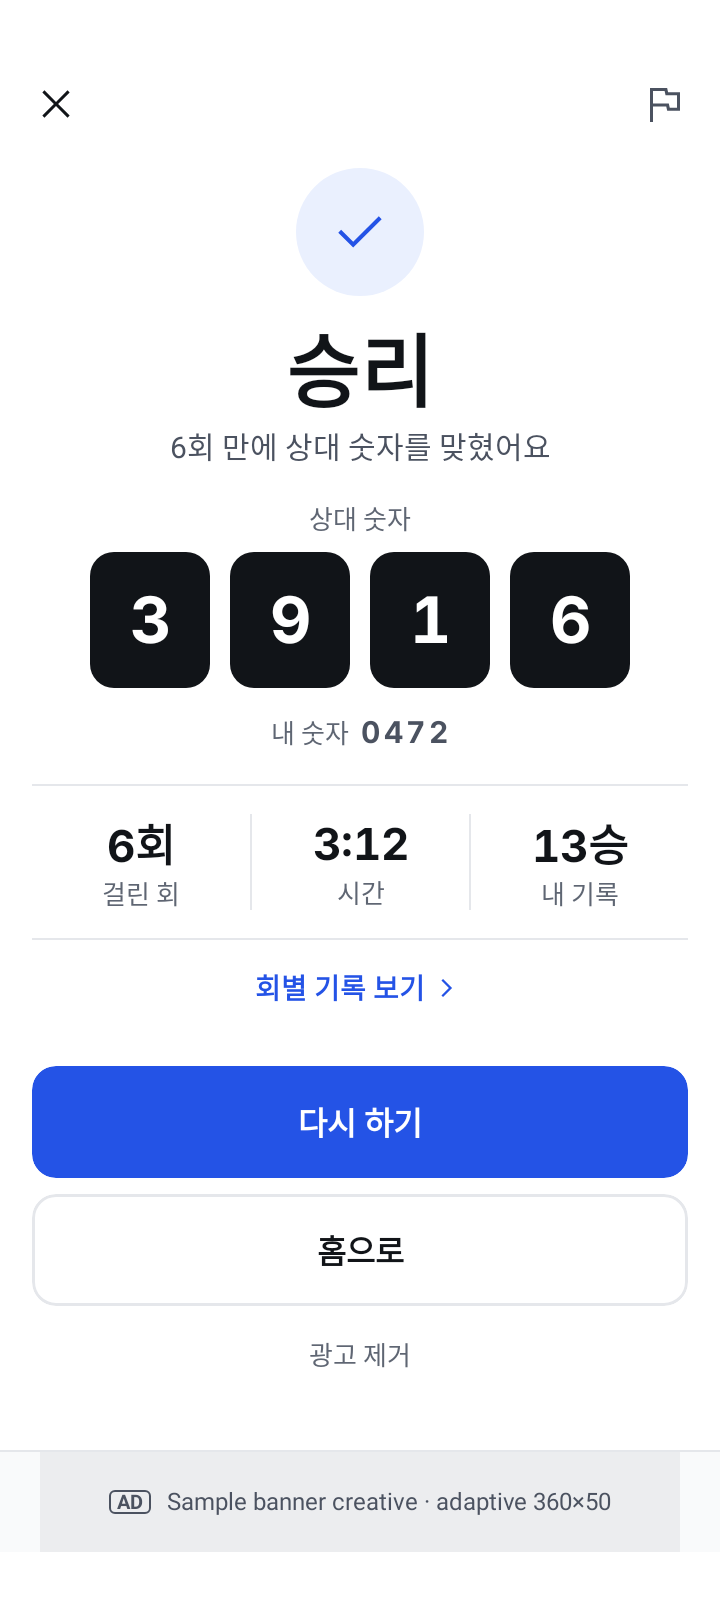 승리
6회 만에 상대 숫자를 맞혔어요
상대 숫자
3 9 1 6
내 숫자 0472
6회 3:12 13승
걸린 회 시간 내 기록
회별 기록 보기
다시 하기
홈으로
광고 제거
AD Sample banner creative · adaptive 360×50